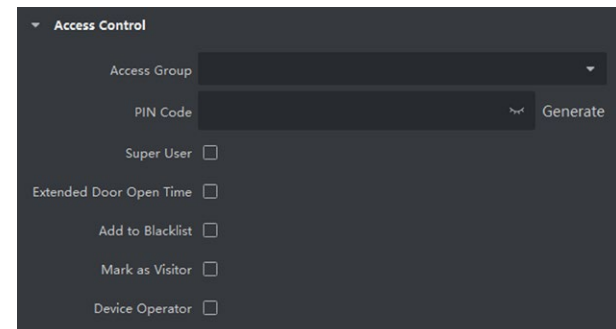 Access Control
Access Group
PIN Code Generate
Super User
Extended Door Open Time
Add to Blacklist
Mark as Visitor
Device Operator